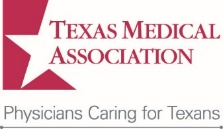 TEXAS MEDICAL
ASSOCIATION
Physicians Caring for Texans